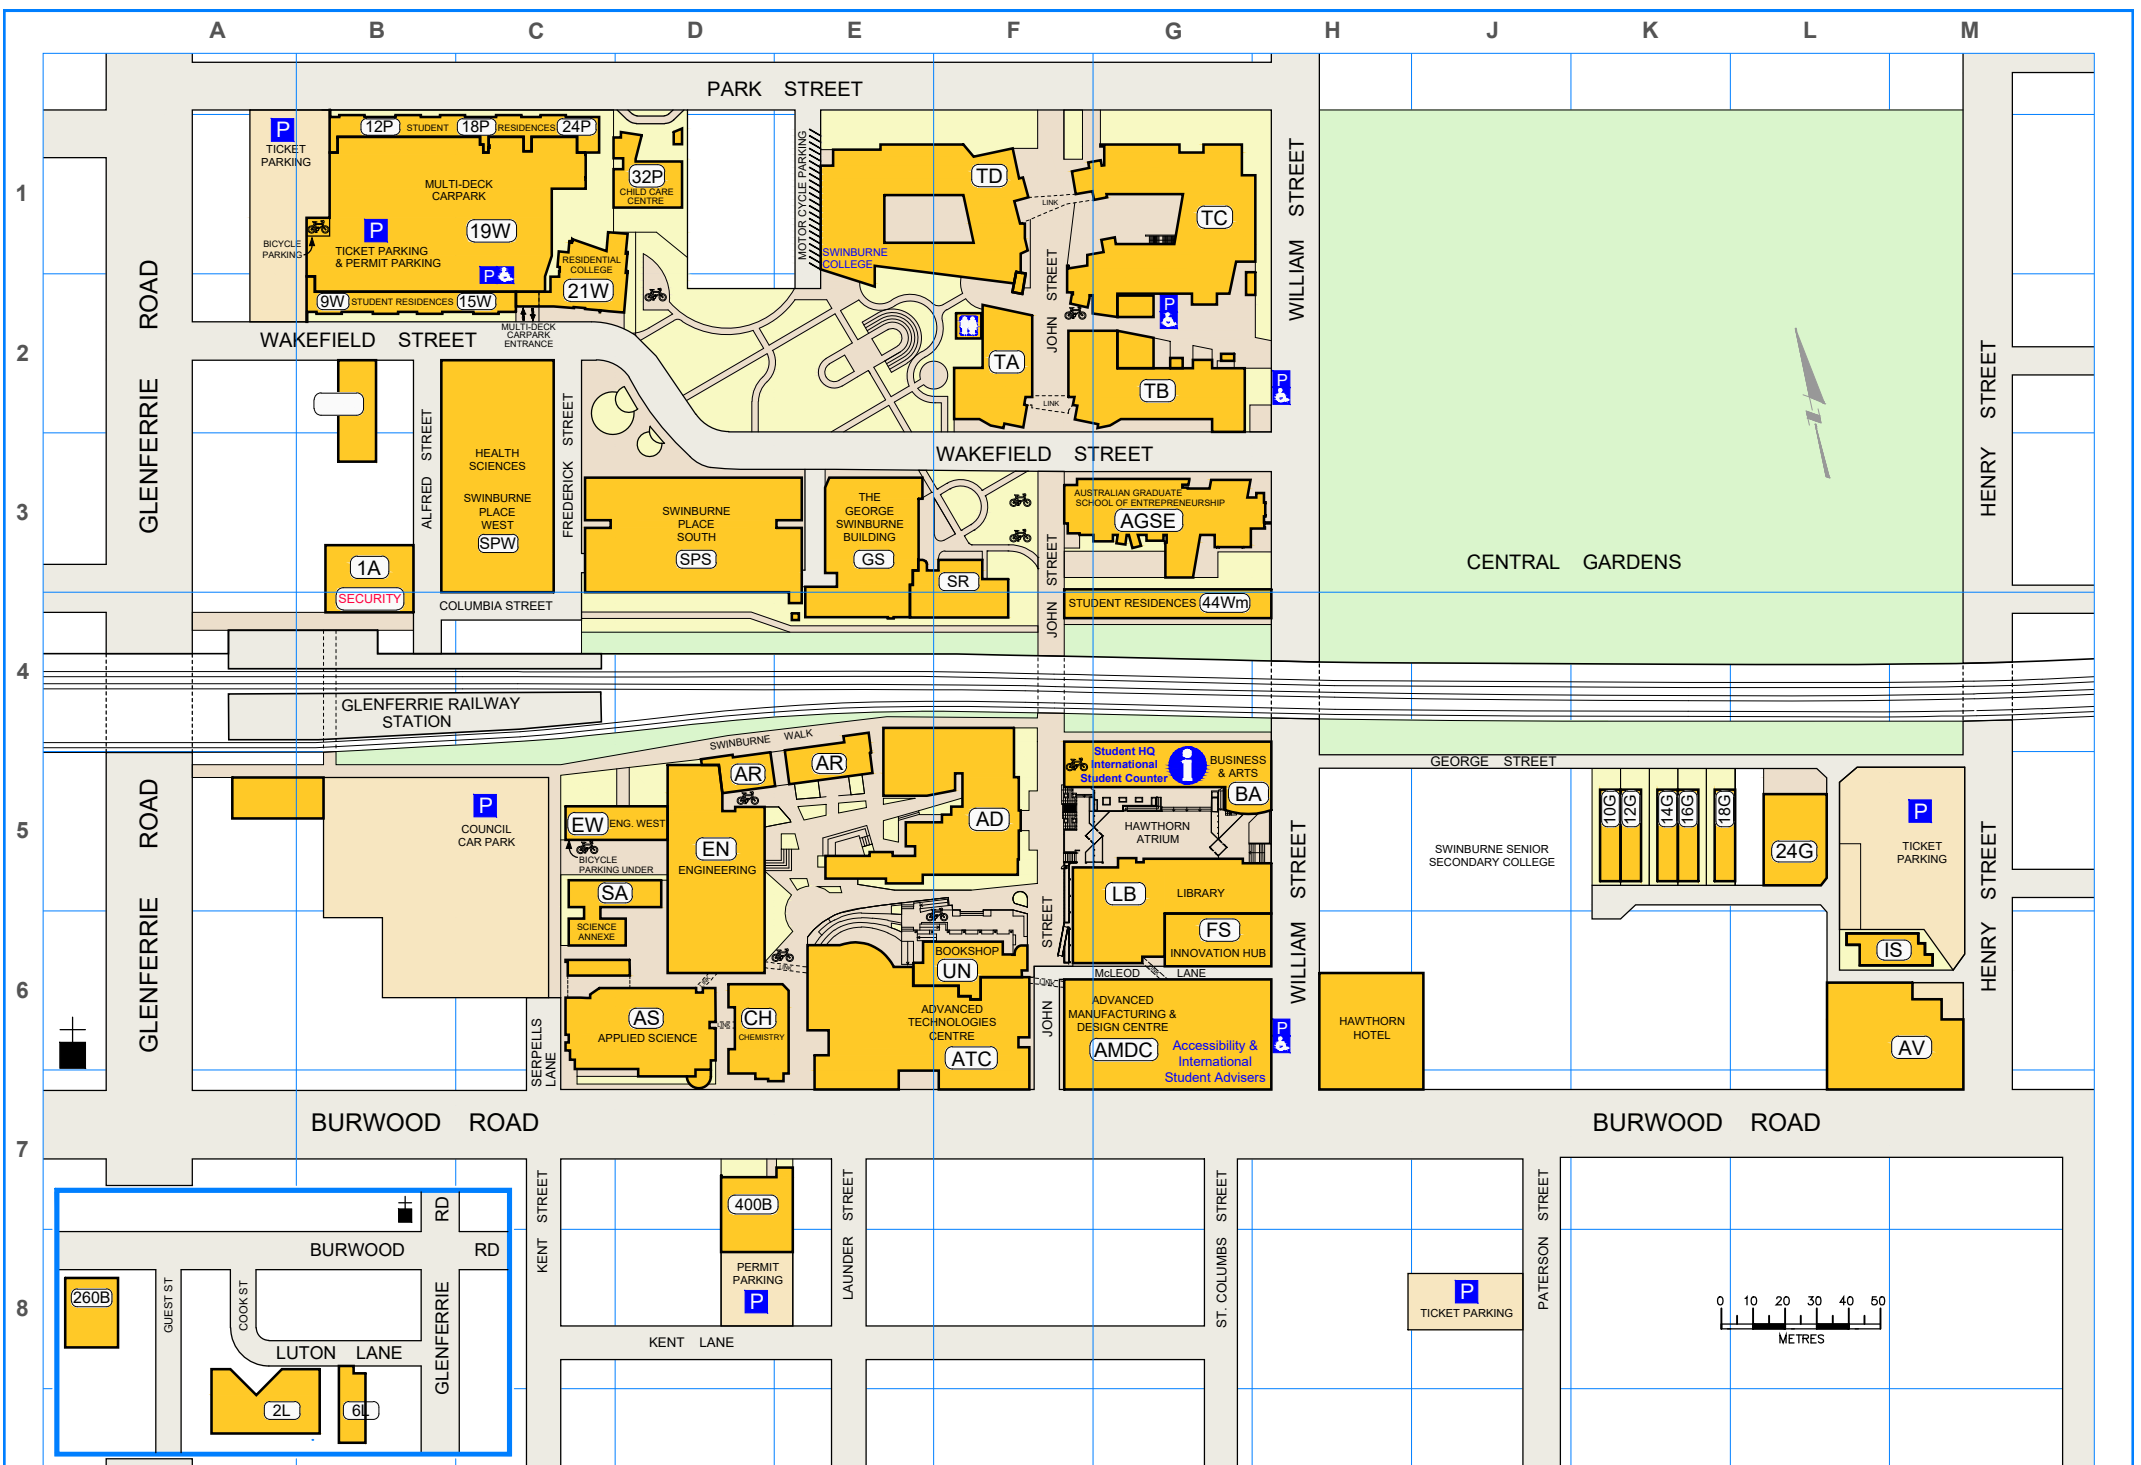 A B C D E F G H J K L M
1
2
3
4
5
6
7
8
PARK STREET
P
TICKET
PARKING
12P STUDENT 18P RESIDENCES 24P
MULTI-DECK
CARPARK
32P
CHILD CARE
CENTRE
MOTOR CYCLE PARKING
TD
LINK
TC
19W
P
TICKET PARKING
& PERMIT PARKING
BICYCLE
PARKING
P
RESIDENTIAL
COLLEGE
21W
SWINBURNE
COLLEGE
9W STUDENT RESIDENCES 15W
MULTI-DECK
CARPARK
ENTRANCE
P
WAKEFIELD STREET
TA
TB
LINK
P
JOHN STREET
WILLIAM STREET
GLENFERRIE ROAD
HENRY STREET
ALFRED STREET
FREDERICK STREET
WAKEFIELD STREET
HEALTH
SCIENCES
SWINBURNE
PLACE
WEST
SPW
SWINBURNE
PLACE
SOUTH
SPS
THE
GEORGE
SWINBURNE
BUILDING
GS
SR
AUSTRALIAN GRADUATE
SCHOOL OF ENTREPRENEURSHIP
AGSE
JOHN STREET
CENTRAL GARDENS
1A
SECURITY
COLUMBIA STREET
STUDENT RESIDENCES 44Wm
GLENFERRIE RAILWAY
STATION
SWINBURNE WALK
AR
AR
Student HQ
International
Student Counter
i
BUSINESS
& ARTS
BA
GEORGE STREET
P
COUNCIL
CAR PARK
EW ENG. WEST
BICYCLE
PARKING UNDER
EN
ENGINEERING
AD
HAWTHORN
ATRIUM
SWINBURNE SENIOR
SECONDARY COLLEGE
10G
12G
14G
16G
18G
24G
P
TICKET
PARKING
SA
SCIENCE
ANNEXE
LB LIBRARY
FS
INNOVATION HUB
BOOKSHOP
UN
LINK
LINK
McLEOD LANE
IS
GLENFERRIE ROAD
JOHN STREET
WILLIAM STREET
HENRY STREET
AS
APPLIED SCIENCE
CH
CHEMISTRY
ADVANCED
TECHNOLOGIES
CENTRE
ATC
ADVANCED
MANUFACTURING &
DESIGN CENTRE
AMDC
Accessibility &
International
Student Advisers
P
HAWTHORN
HOTEL
AV
SERPELLS
LANE
BURWOOD ROAD
BURWOOD ROAD
KENT STREET
400B
PERMIT
PARKING
P
LAUNDER STREET
ST. COLUMBS STREET
PATERSON STREET
KENT LANE
P
TICKET PARKING
0 10 20 30 40 50
METRES
RD
BURWOOD RD
260B
GUEST ST
COOK ST
GLENFERRIE
LUTON LANE
2L
6L